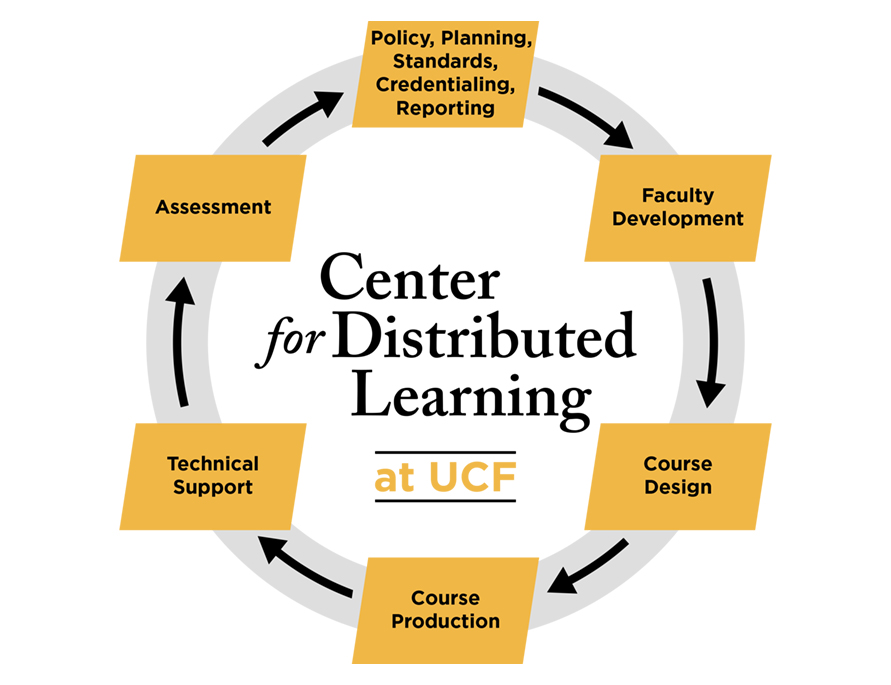 Policy, Planning,
Standards,
Credentialing,
Reporting
Faculty
Development
Course
Design
Course
Production
Technical
Support
Assessment
Center
for Distributed
Learning
at UCF